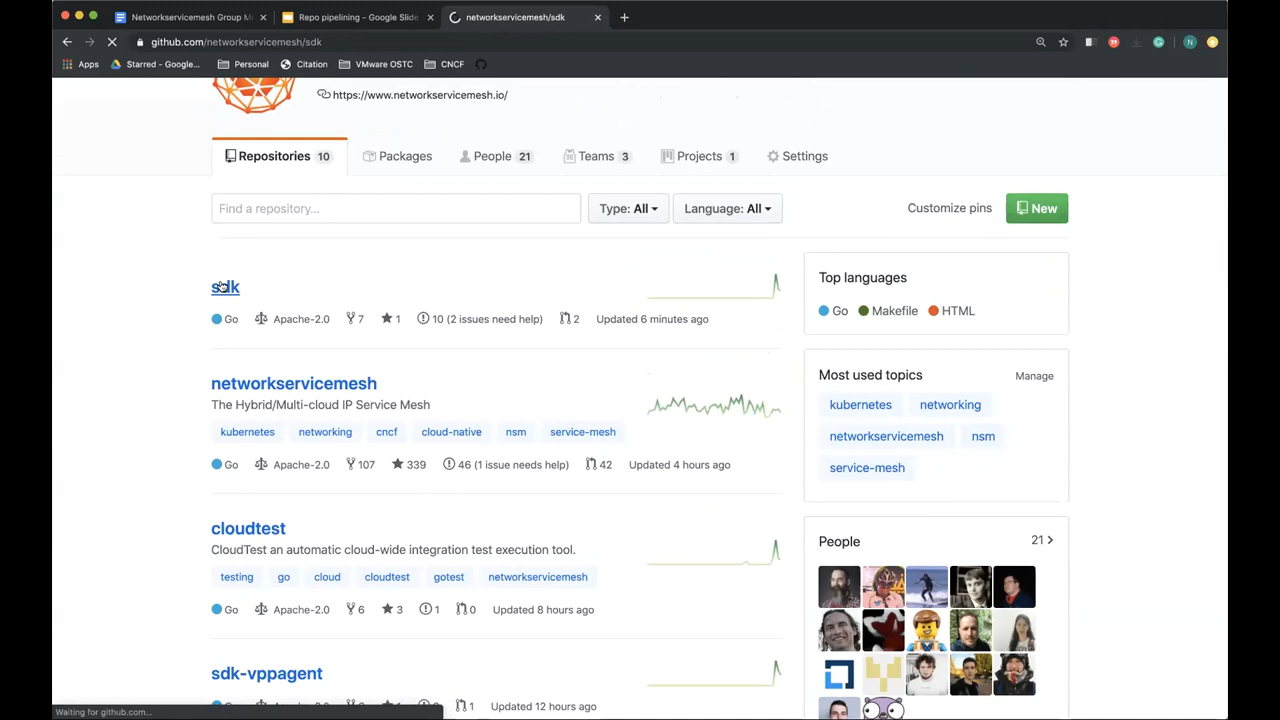 Networkservicemesh Group M
Repo pipelining - Google Slide
networkservicemesh/sdk
github.com/networkservicemesh/sdk
Apps
Starred - Google...
Personal
Citation
VMware OSTC
CNCF
https://www.networkservicemesh.io/
Repositories 10
Packages
People 21
Teams 3
Projects 1
Settings
Find a repository...
Type: All
Language: All
Customize pins
New
sdk
Go Apache-2.0 7 1 10 (2 issues need help) 2 Updated 6 minutes ago
networkservicemesh
The Hybrid/Multi-cloud IP Service Mesh
kubernetes networking cncf cloud-native nsm service-mesh
Go Apache-2.0 107 339 46 (1 issue needs help) 42 Updated 4 hours ago
cloudtest
CloudTest an automatic cloud-wide integration test execution tool.
testing go cloud cloudtest gotest networkservicemesh
Go Apache-2.0 6 3 1 0 Updated 8 hours ago
sdk-vppagent
1 Updated 12 hours ago
Top languages
Go Makefile HTML
Most used topics
Manage
kubernetes networking
networkservicemesh nsm
service-mesh
People
21
Waiting for github.com...